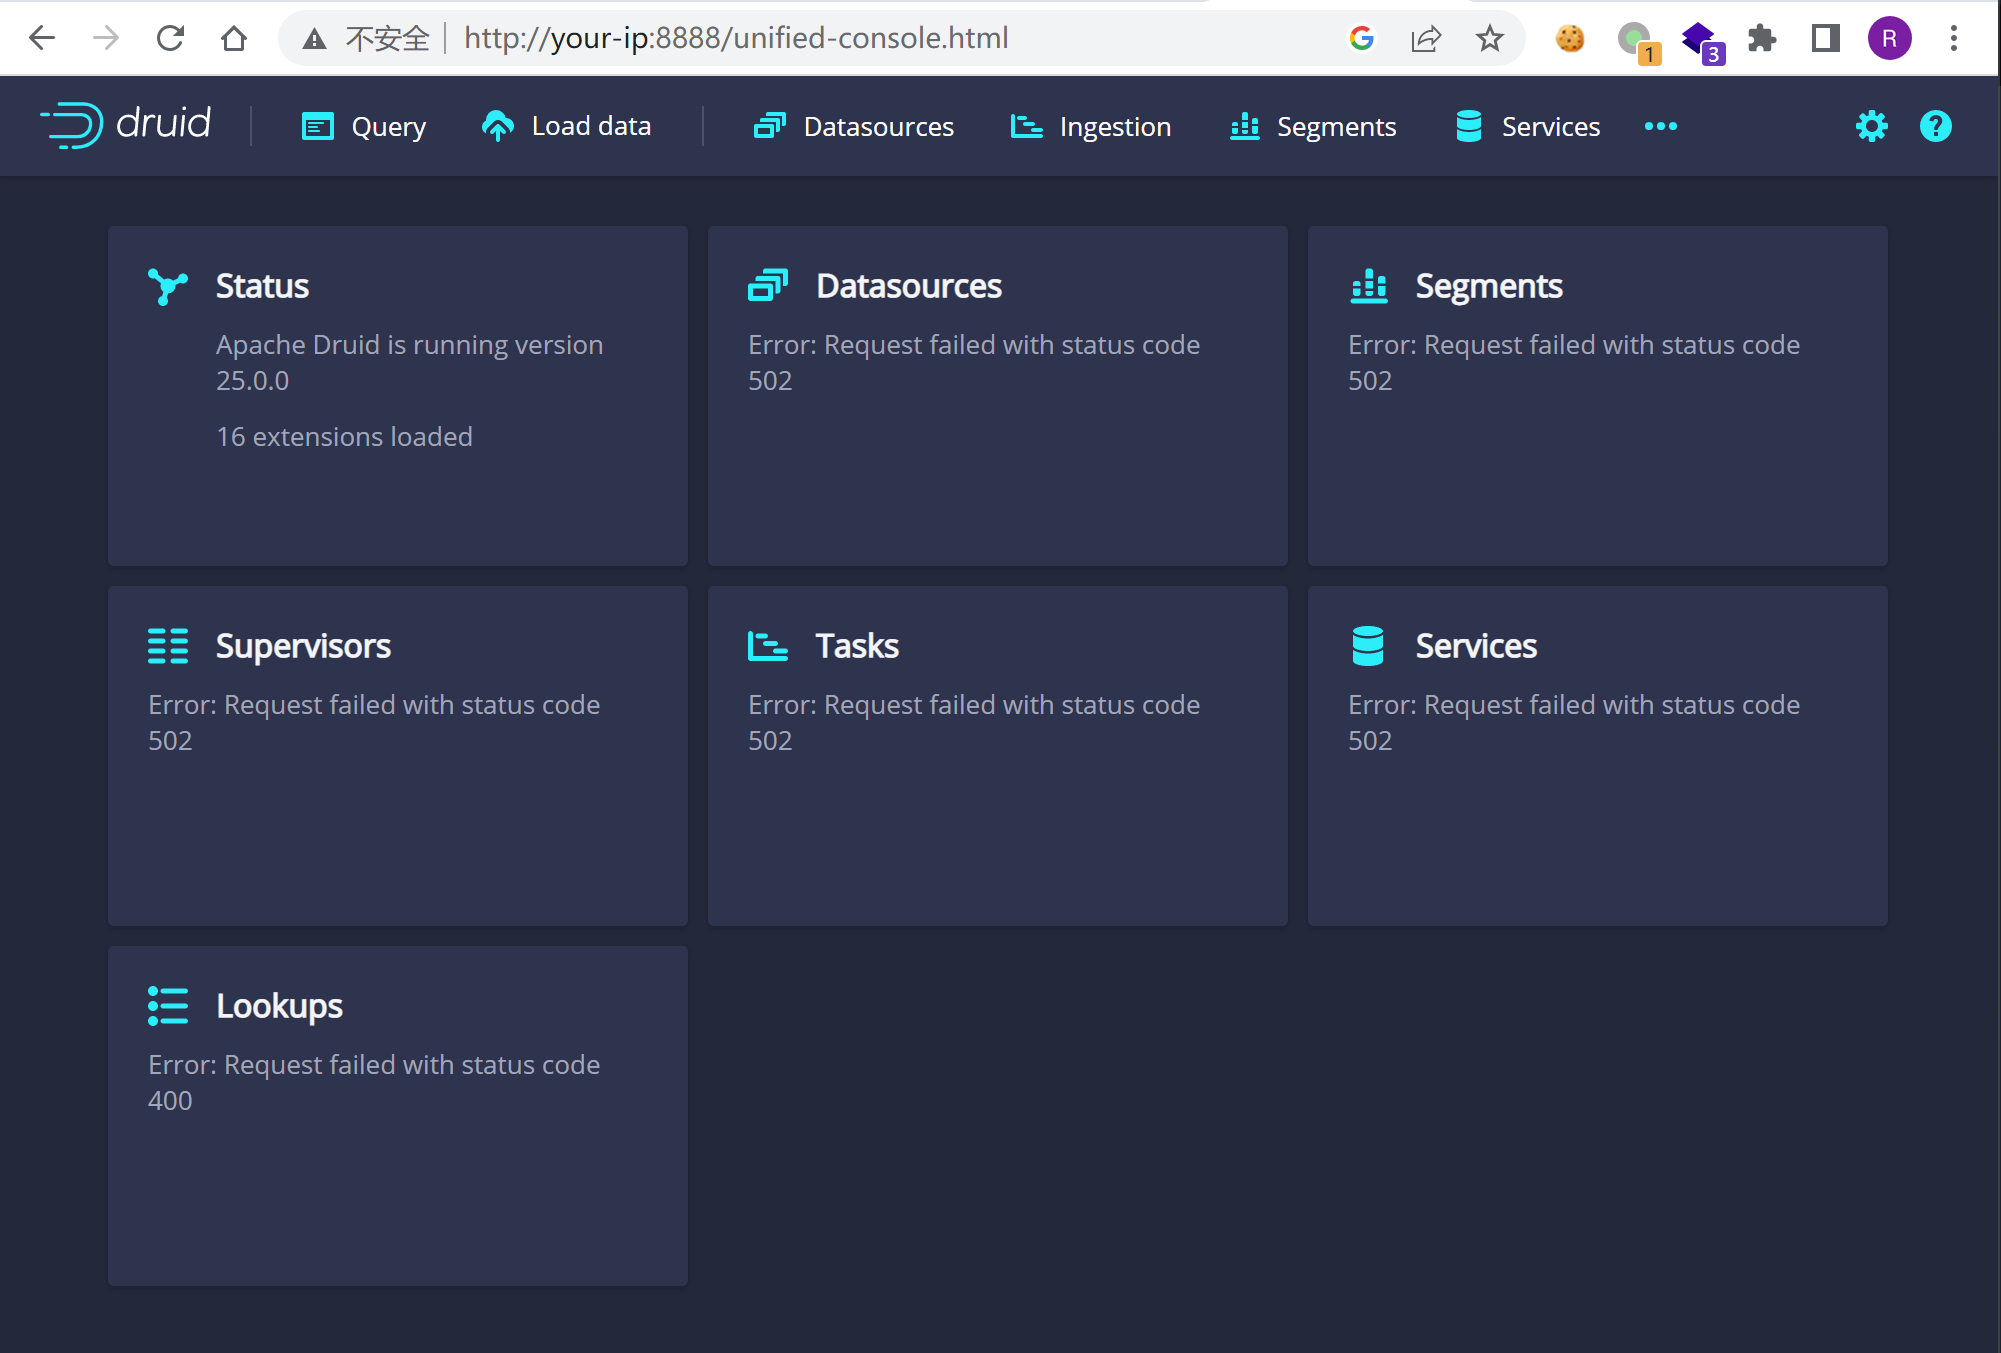 不安全 http://your-ip:8888/unified-console.html 1 3 R
druid Query Load data Datasources Ingestion Segments Services
Status
Apache Druid is running version
25.0.0
16 extensions loaded
Datasources
Error: Request failed with status code
502
Segments
Error: Request failed with status code
502
Supervisors
Error: Request failed with status code
502
Tasks
Error: Request failed with status code
502
Services
Error: Request failed with status code
502
Lookups
Error: Request failed with status code
400